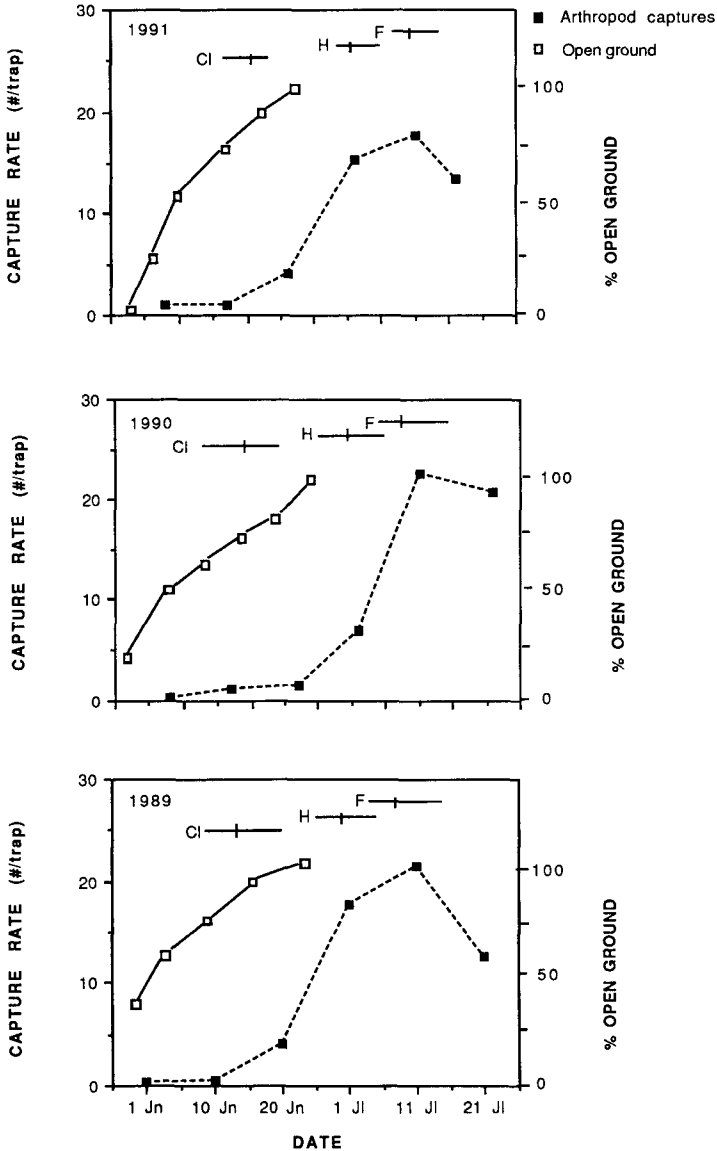 1991
Cl
H
F
Arthropod captures
Open ground
30
20
10
0
100
50
0
CAPTURE RATE (#/trap)
% OPEN GROUND
1990
Cl
H
F
30
20
10
0
100
50
0
CAPTURE RATE (#/trap)
% OPEN GROUND
1989
Cl
H
F
30
20
10
0
100
50
0
CAPTURE RATE (#/trap)
% OPEN GROUND
1 Jn 10 Jn 20 Jn 1 Jl 11 Jl 21 Jl
DATE